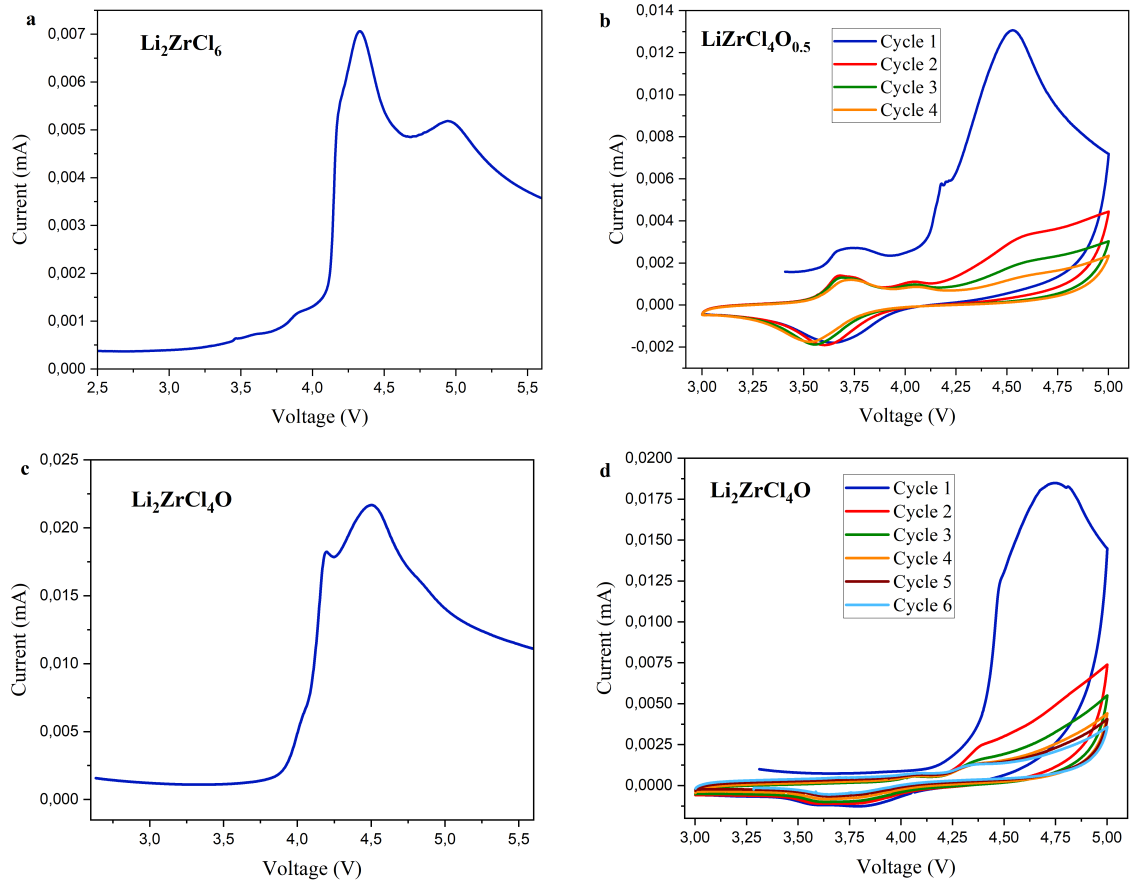 a
Li₂ZrCl₆
0,007
0,006
0,005
0,004
0,003
0,002
0,001
0,000
Current (mA)
2,5 3,0 3,5 4,0 4,5 5,0 5,5
Voltage (V)
b
LiZrCl₄O₀.₅
Cycle 1
Cycle 2
Cycle 3
Cycle 4
0,014
0,012
0,010
0,008
0,006
0,004
0,002
0,000
-0,002
Current (mA)
3,00 3,25 3,50 3,75 4,00 4,25 4,50 4,75 5,00
Voltage (V)
c
Li₂ZrCl₄O
0,025
0,020
0,015
0,010
0,005
0,000
Current (mA)
3,0 3,5 4,0 4,5 5,0 5,5
Voltage (V)
d
Li₂ZrCl₄O
Cycle 1
Cycle 2
Cycle 3
Cycle 4
Cycle 5
Cycle 6
0,0200
0,0175
0,0150
0,0125
0,0100
0,0075
0,0050
0,0025
0,0000
Current (mA)
3,00 3,25 3,50 3,75 4,00 4,25 4,50 4,75 5,00
Voltage (V)